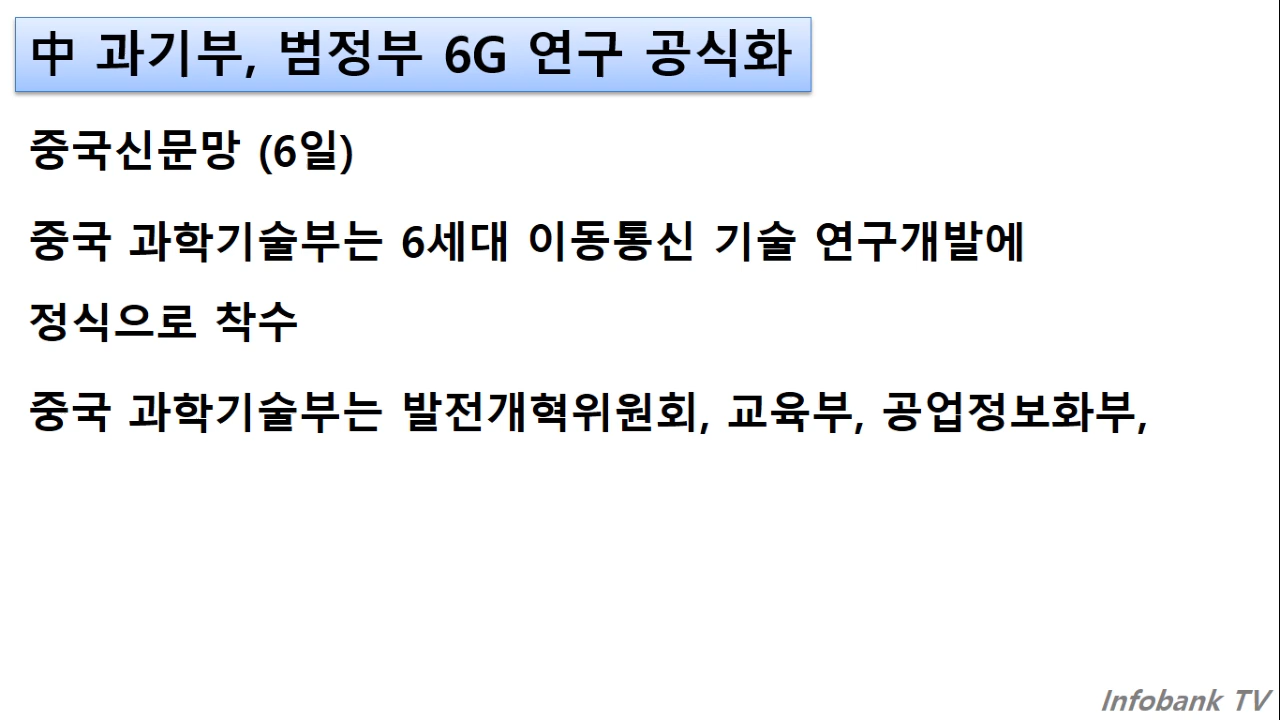 中 과기부, 범정부 6G 연구 공식화
중국신문망 (6일)
중국 과학기술부는 6세대 이동통신 기술 연구개발에
정식으로 착수
중국 과학기술부는 발전개혁위원회, 교육부, 공업정보화부,
Infobank TV